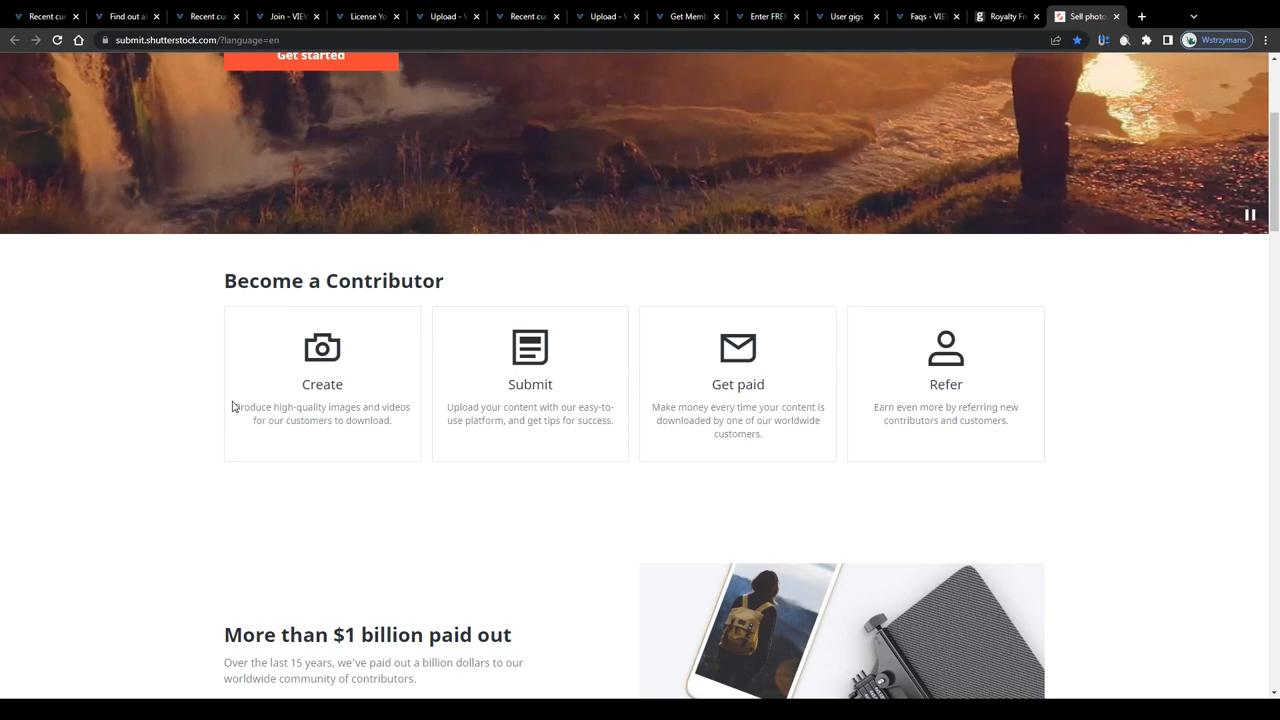 Recent cu
Find out a
Recent cu
Join - VIEW
License Yo
Upload -
Recent cu
Upload -
Get Memb
Enter FREE
User gigs
Faqs - VIE
Royalty Fr
Sell photo
submit.shutterstock.com/?language=en
Wstrzymano
Get started
Become a Contributor
Create
Produce high-quality images and videos
for our customers to download.
Submit
Upload your content with our easy-to-
use platform, and get tips for success.
Get paid
Make money every time your content is
downloaded by one of our worldwide
customers.
Refer
Earn even more by referring new
contributors and customers.
More than $1 billion paid out
Over the last 15 years, we've paid out a billion dollars to our
worldwide community of contributors.